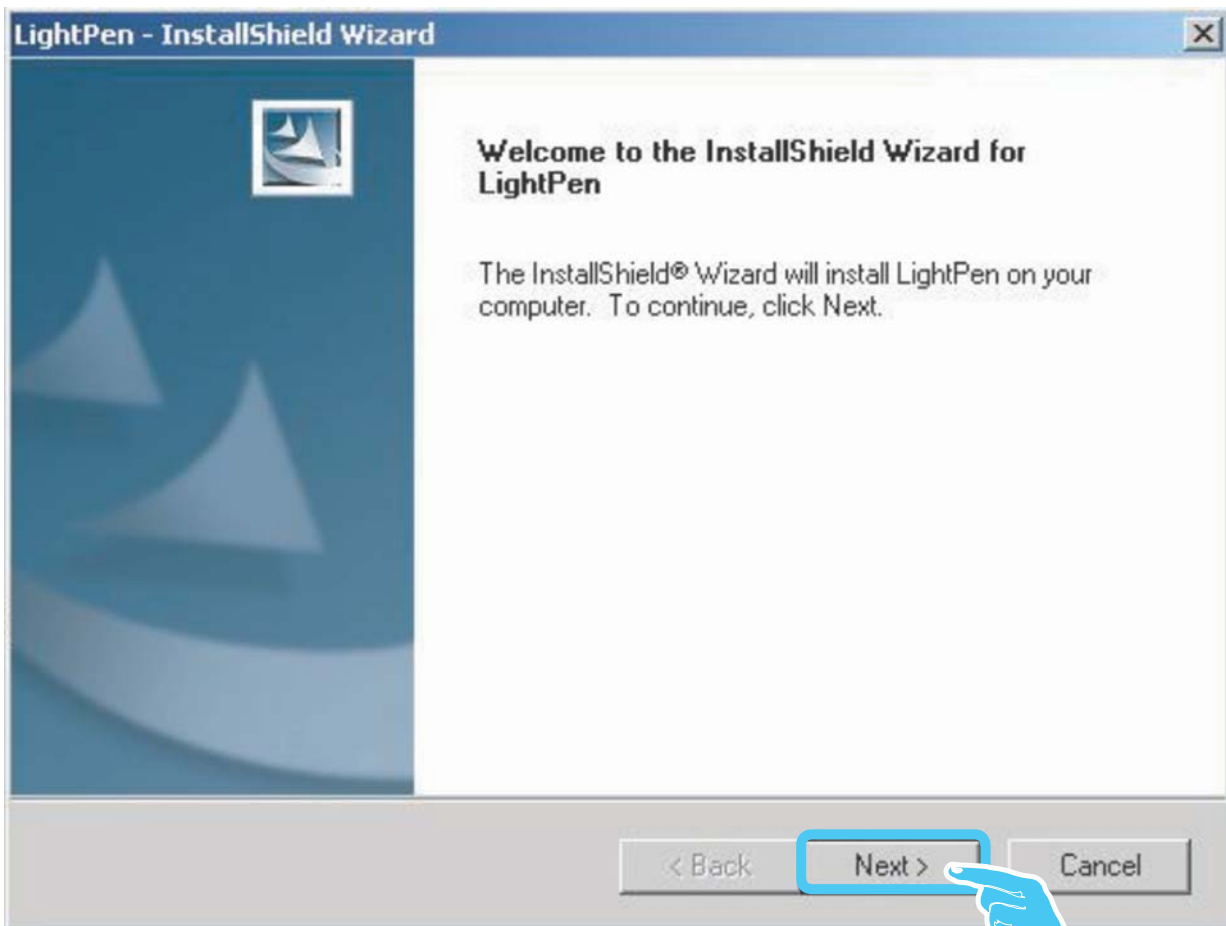 LightPen - InstallShield Wizard
Welcome to the InstallShield Wizard for
LightPen
The InstallShield® Wizard will install LightPen on your
computer.  To continue, click Next.
< Back
Next >
Cancel